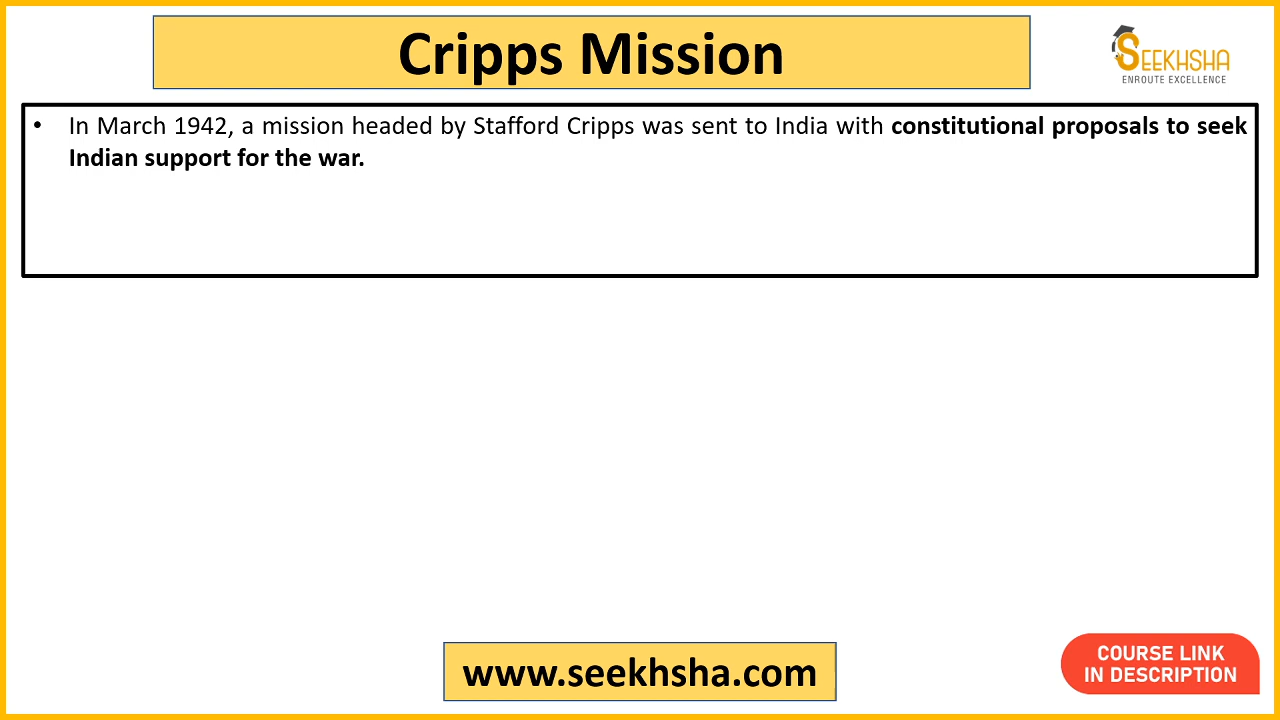 Cripps Mission
SEEKHSHA
ENROUTE EXCELLENCE
• In March 1942, a mission headed by Stafford Cripps was sent to India with constitutional proposals to seek
Indian support for the war.
www.seekhsha.com
COURSE LINK
IN DESCRIPTION